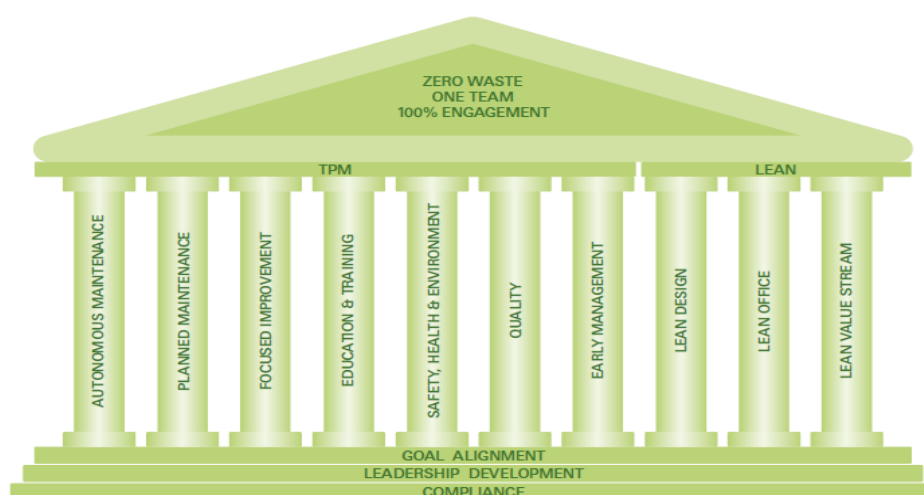 ZERO WASTE
ONE TEAM
100% ENGAGEMENT
TPM
LEAN
AUTONOMOUS MAINTENANCE
PLANNED MAINTENANCE
FOCUSED IMPROVEMENT
EDUCATION & TRAINING
SAFETY, HEALTH & ENVIRONMENT
QUALITY
EARLY MANAGEMENT
LEAN DESIGN
LEAN OFFICE
LEAN VALUE STREAM
GOAL ALIGNMENT
LEADERSHIP DEVELOPMENT
COMPLIANCE